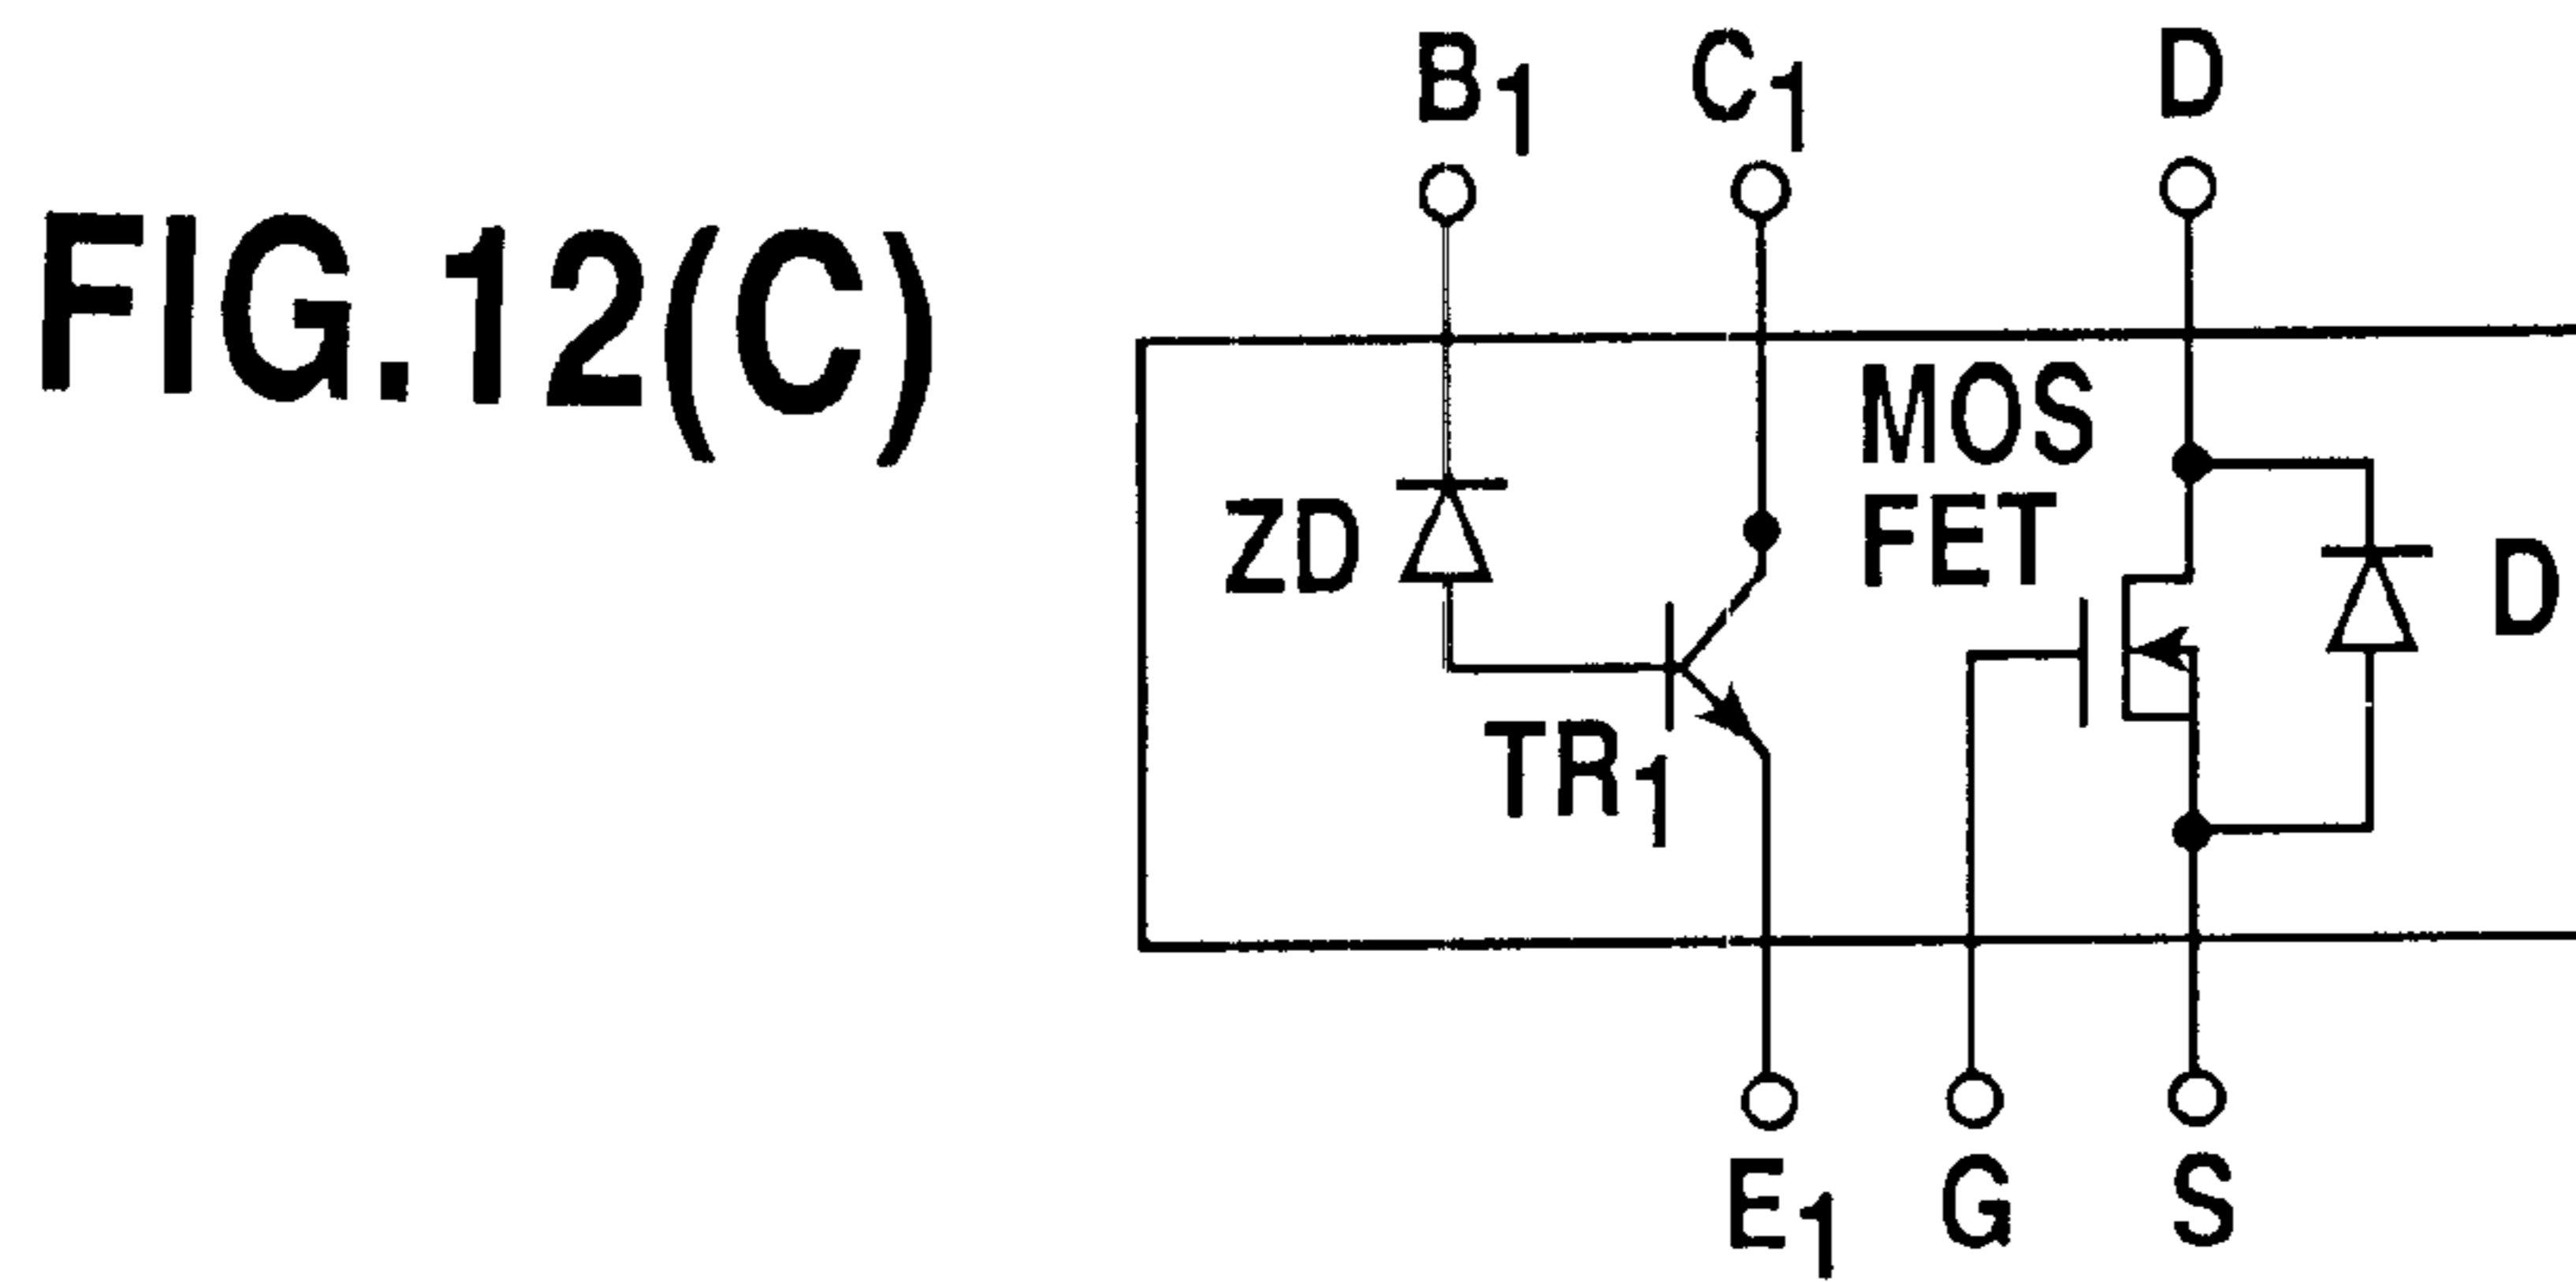 FIG.12(C)
B1 C1 D
MOS
FET
ZD
D
TR1
E1 G S